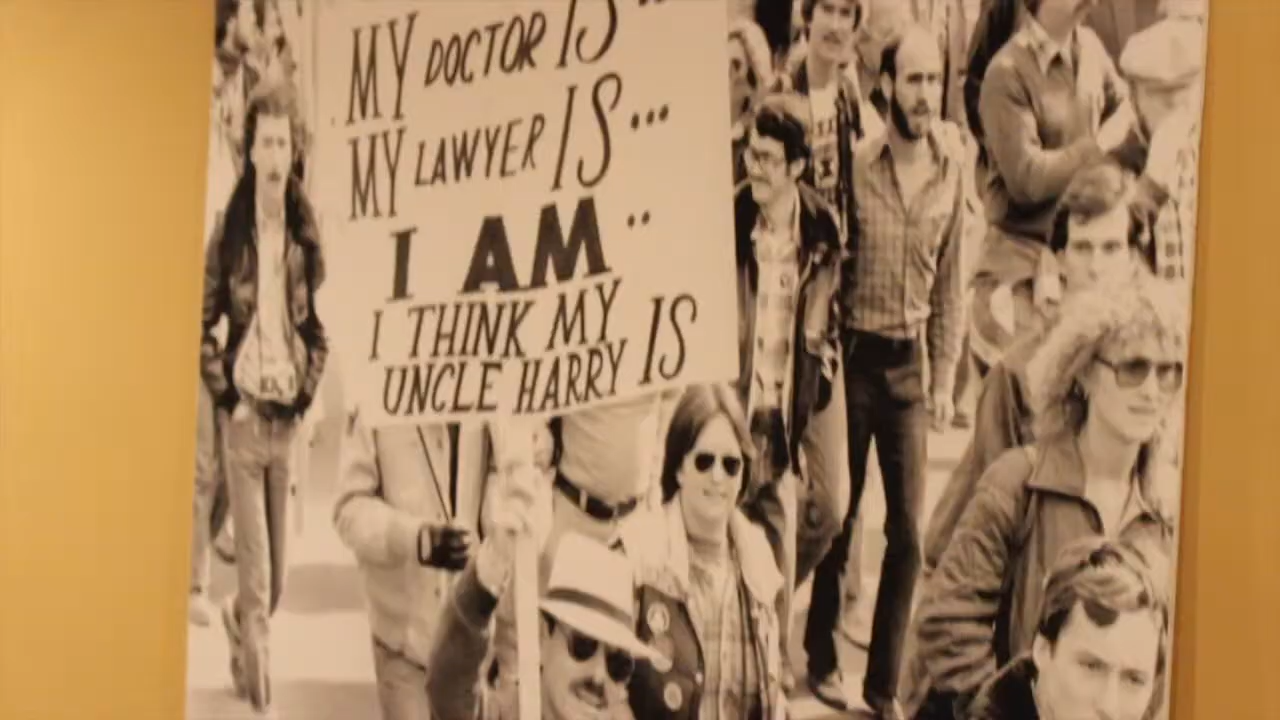 MY DOCTOR IS..
MY LAWYER IS...
I AM..
I THINK MY
UNCLE HARRY IS